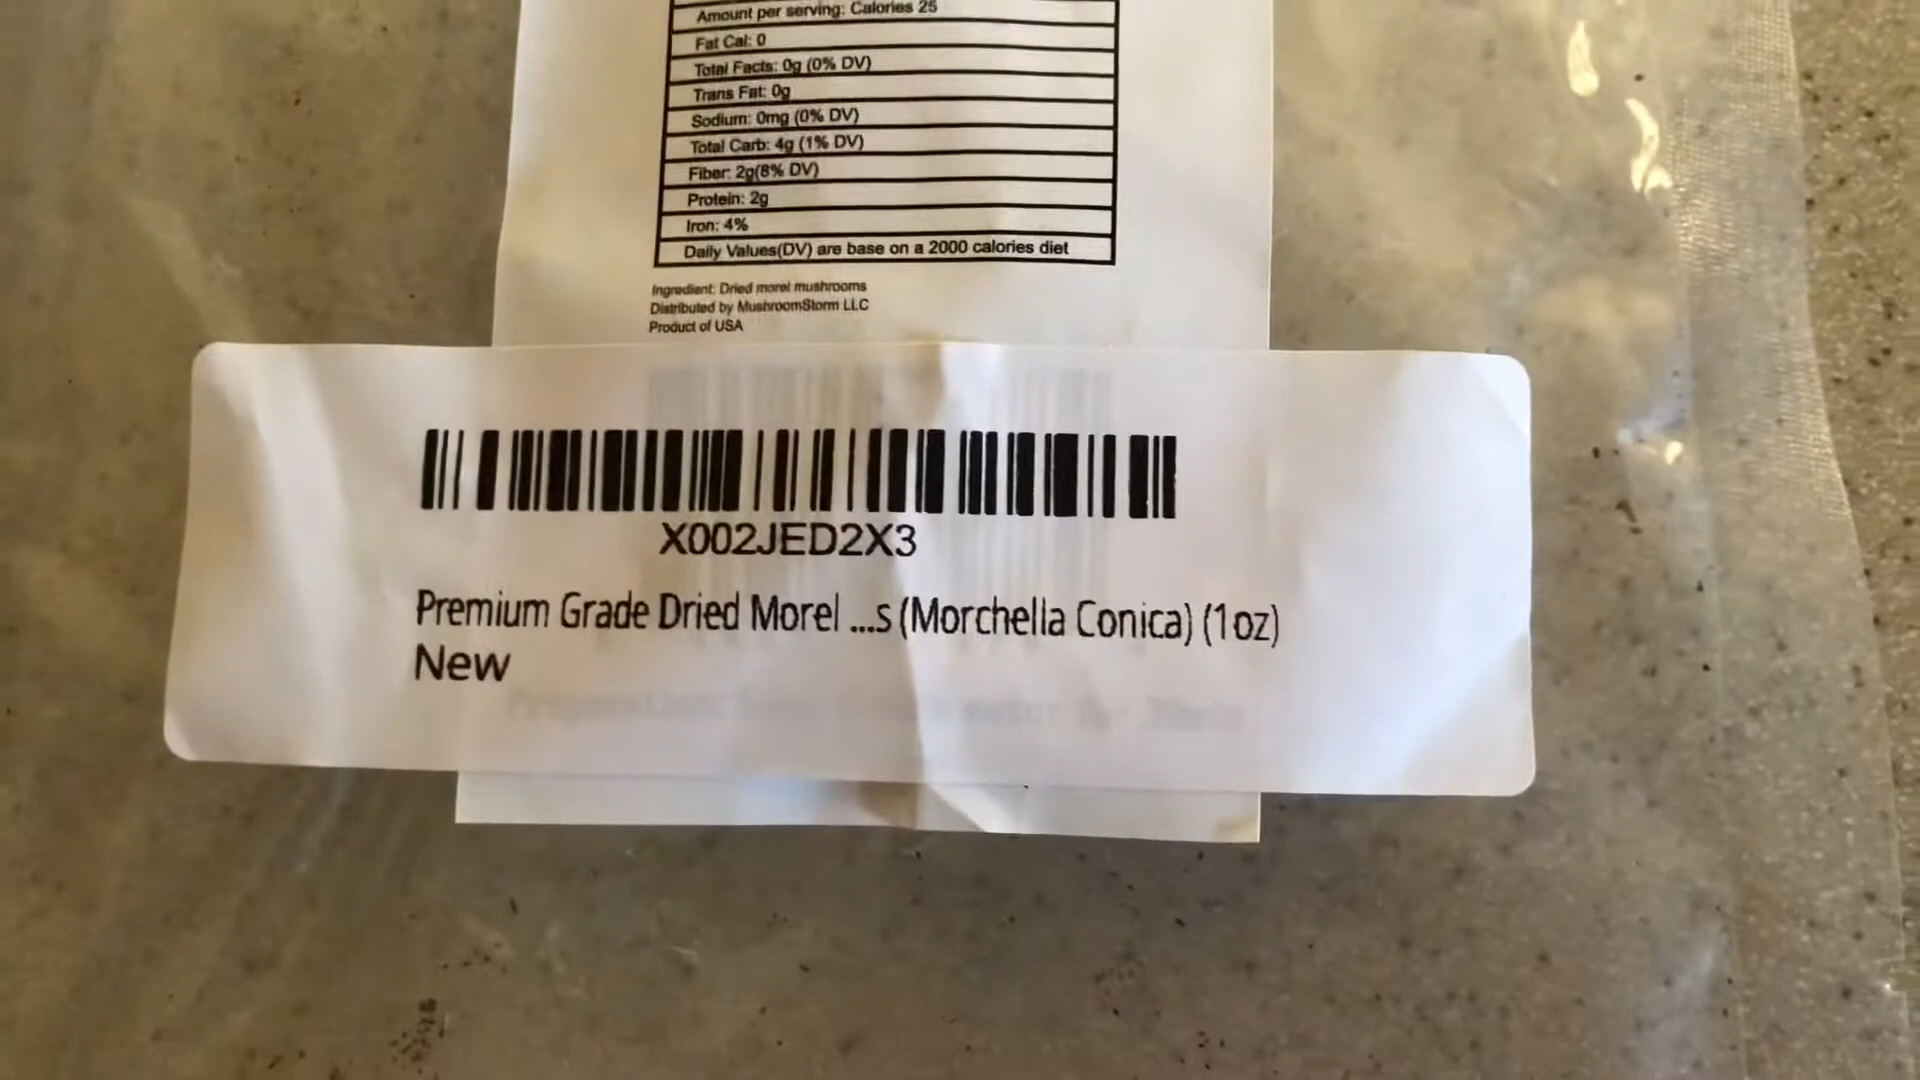 Amount per serving: Calories 25
Fat Cal: 0
Total Facts: 0g (0% DV)
Trans Fat: 0g
Sodium: 0mg (0% DV)
Total Carb: 4g (1% DV)
Fiber: 2g(8% DV)
Protein: 2g
Iron: 4%
Daily Values(DV) are base on a 2000 calories diet
Ingredient: Dried morel mushrooms
Distributed by MushroomStorm LLC
Product of USA
X002JED2X3
Premium Grade Dried Morel ...s (Morchella Conica) (1oz)
New